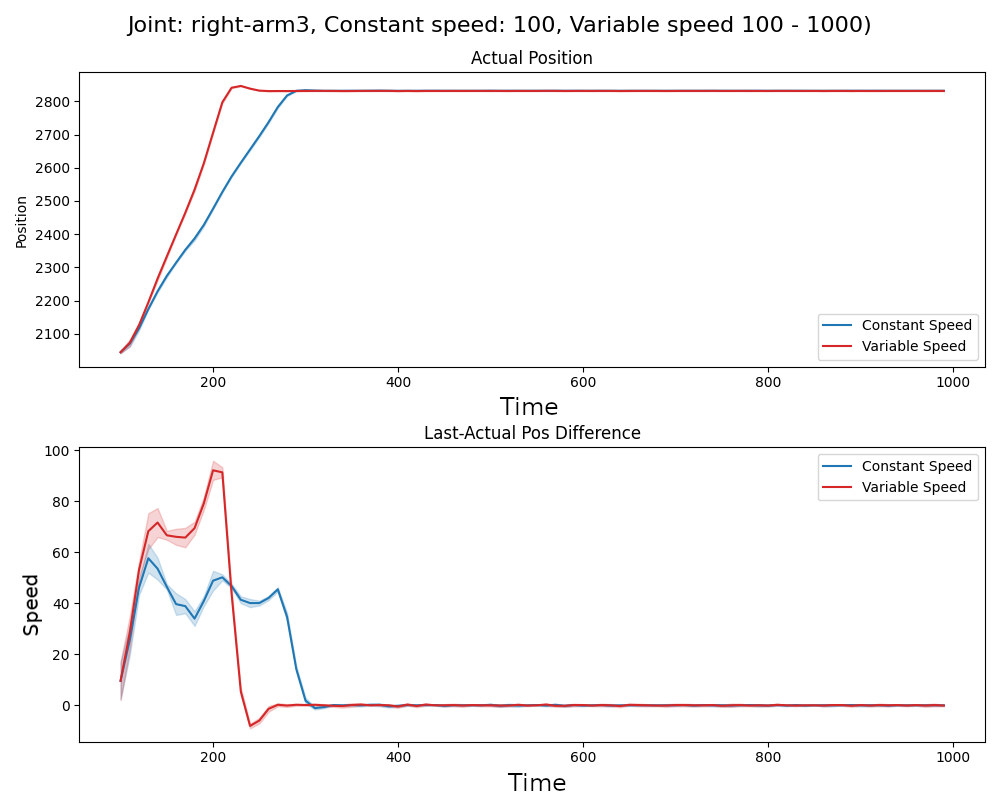 Joint: right-arm3, Constant speed: 100, Variable speed 100 - 1000)
Actual Position
Position
2800
2700
2600
2500
2400
2300
2200
2100
200 400 600 800 1000
Time
Constant Speed
Variable Speed
Last-Actual Pos Difference
Speed
100
80
60
40
20
0
200 400 600 800 1000
Time
Constant Speed
Variable Speed